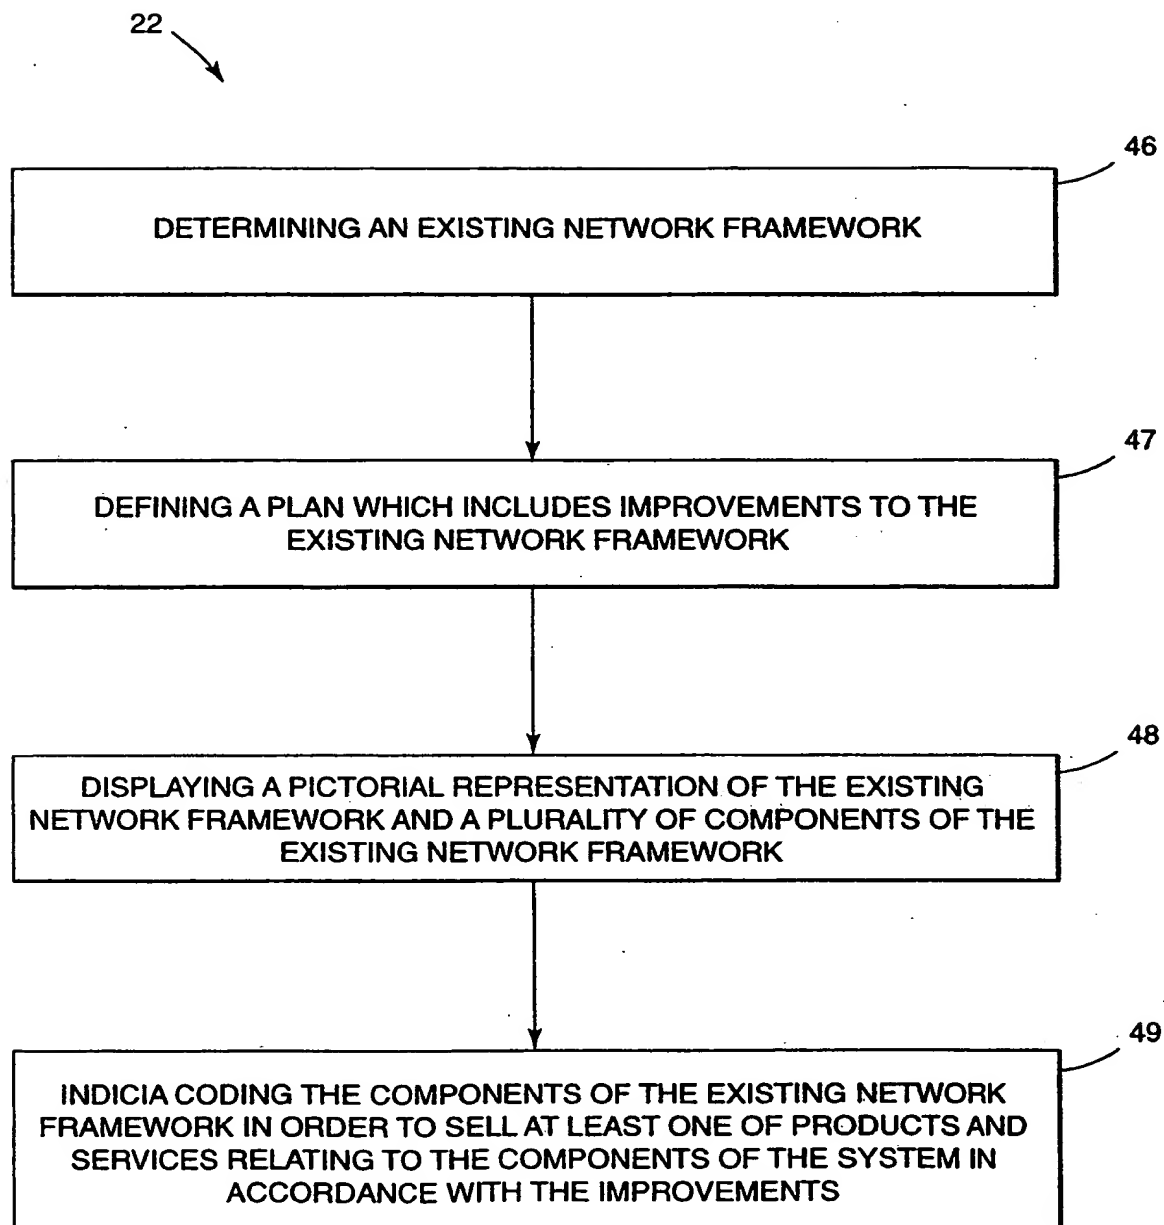 22
46
DETERMINING AN EXISTING NETWORK FRAMEWORK
47
DEFINING A PLAN WHICH INCLUDES IMPROVEMENTS TO THE
EXISTING NETWORK FRAMEWORK
48
DISPLAYING A PICTORIAL REPRESENTATION OF THE EXISTING
NETWORK FRAMEWORK AND A PLURALITY OF COMPONENTS OF THE
EXISTING NETWORK FRAMEWORK
49
INDICIA CODING THE COMPONENTS OF THE EXISTING NETWORK
FRAMEWORK IN ORDER TO SELL AT LEAST ONE OF PRODUCTS AND
SERVICES RELATING TO THE COMPONENTS OF THE SYSTEM IN
ACCORDANCE WITH THE IMPROVEMENTS